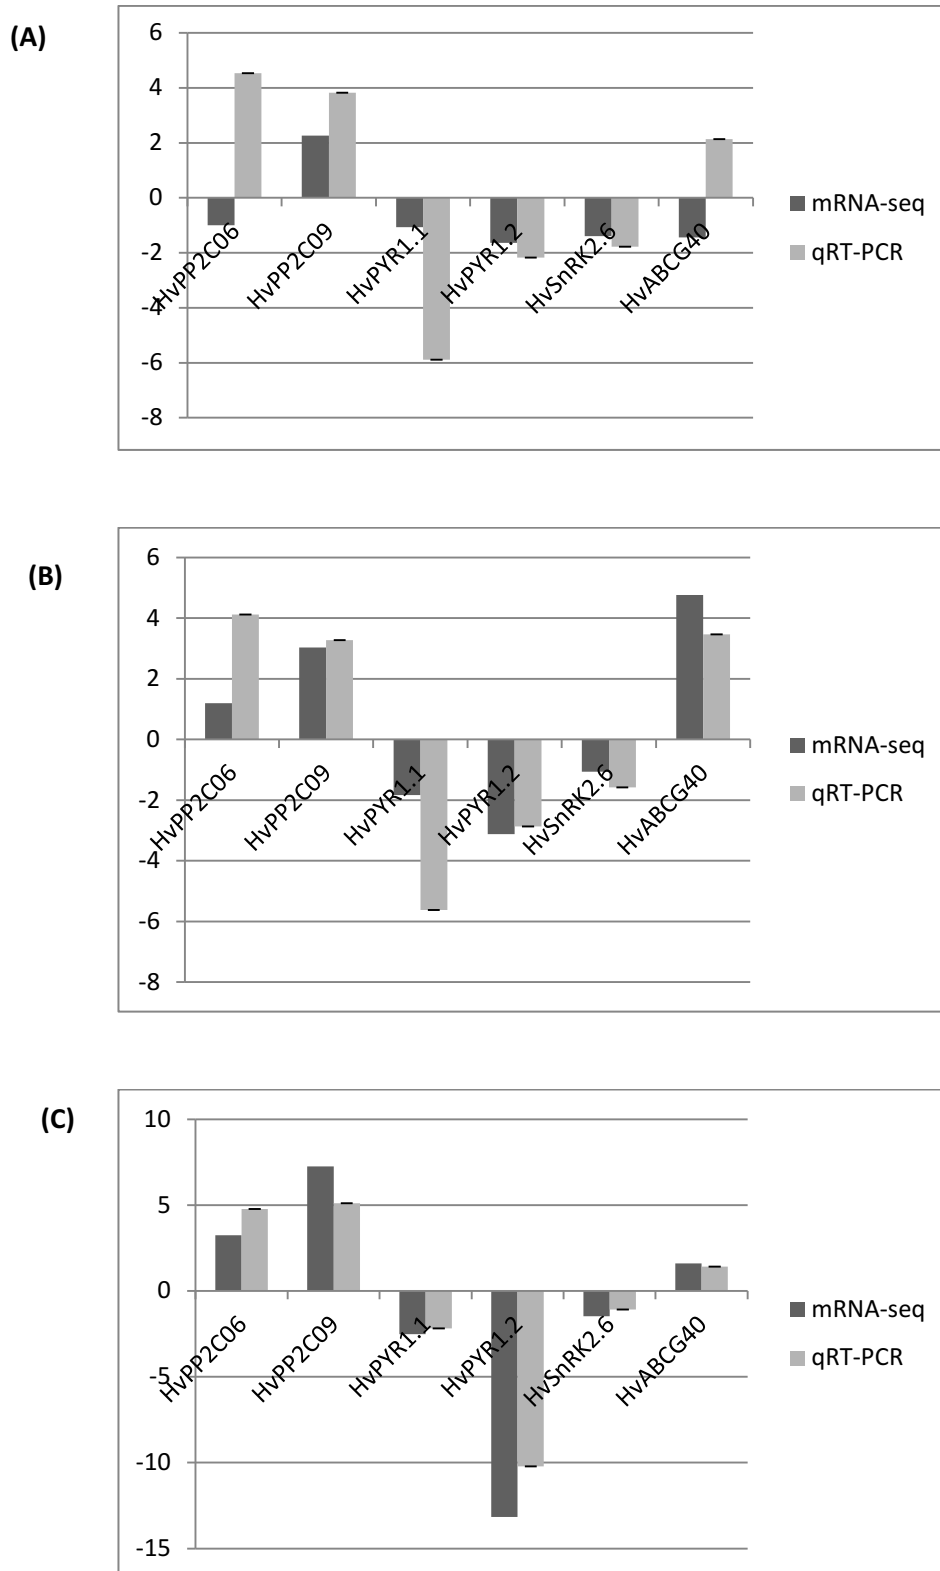 (A)
6
4
2
0
-2
-4
-6
-8
HvPP2C06
HvPP2C09
HvPYR1.1
HvPYR1.2
HvSnRK2.6
HvABCG40
mRNA-seq
qRT-PCR
(B)
6
4
2
0
-2
-4
-6
-8
HvPP2C06
HvPP2C09
HvPYR1.1
HvPYR1.2
HvSnRK2.6
HvABCG40
mRNA-seq
qRT-PCR
(C)
10
5
0
-5
-10
-15
HvPP2C06
HvPP2C09
HvPYR1.1
HvPYR1.2
HvSnRK2.6
HvABCG40
mRNA-seq
qRT-PCR